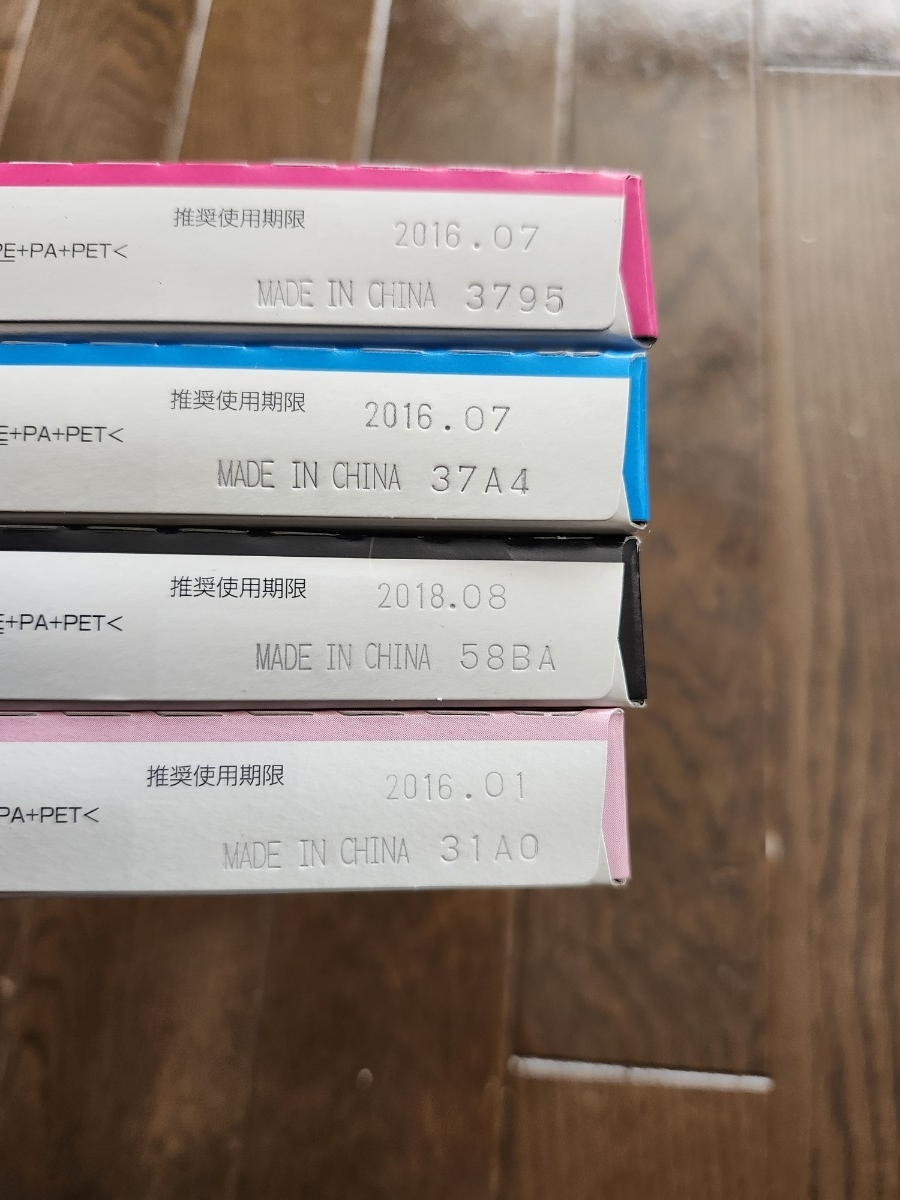 推奨使用期限 2016.07
PE+PA+PET<
MADE IN CHINA 3795
推奨使用期限 2016.07
E+PA+PET<
MADE IN CHINA 37A4
推奨使用期限 2018.08
E+PA+PET<
MADE IN CHINA 58BA
推奨使用期限 2016.01
PA+PET<
MADE IN CHINA 31A0